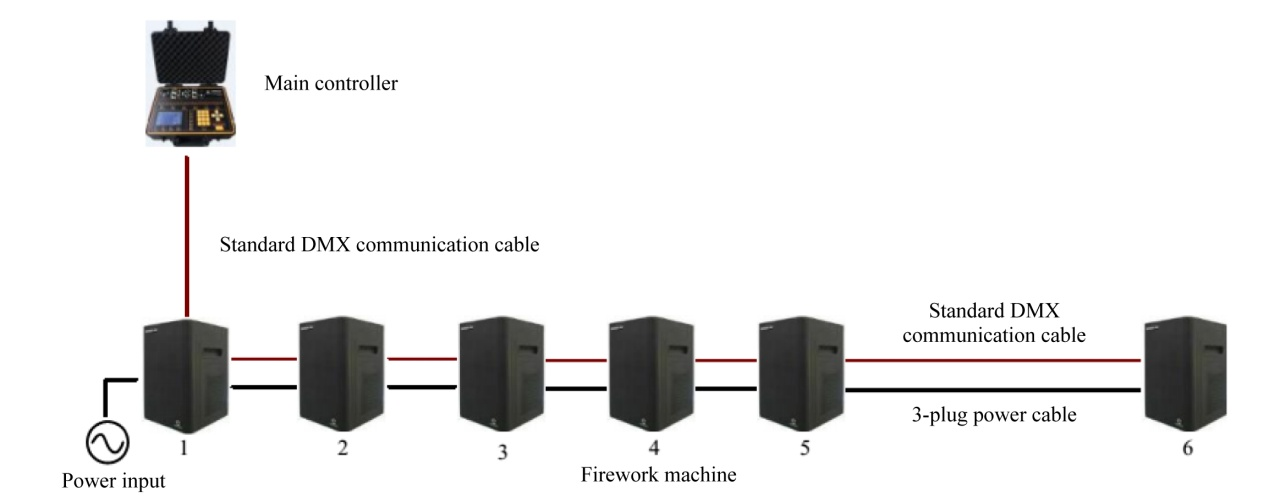 Main controller
Standard DMX communication cable
Standard DMX
communication cable
3-plug power cable
1
2
3
4
5
6
Power input
Firework machine